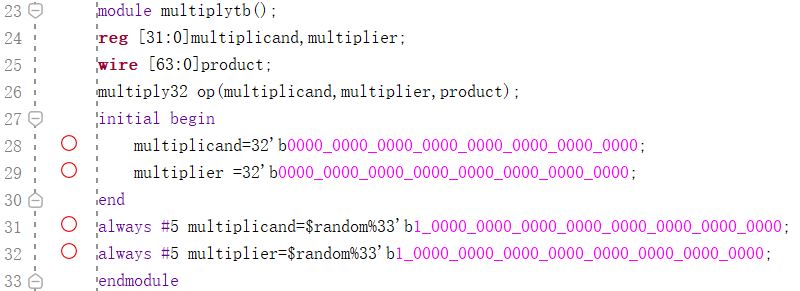 23 module multiplytb();
24 reg [31:0]multiplicand,multiplier;
25 wire [63:0]product;
26 multiply32 op(multiplicand,multiplier,product);
27 initial begin
28 multiplicand=32'b0000_0000_0000_0000_0000_0000_0000_0000;
29 multiplier =32'b0000_0000_0000_0000_0000_0000_0000_0000;
30 end
31 always #5 multiplicand=$random%33'b1_0000_0000_0000_0000_0000_0000_0000_0000;
32 always #5 multiplier=$random%33'b1_0000_0000_0000_0000_0000_0000_0000_0000;
33 endmodule